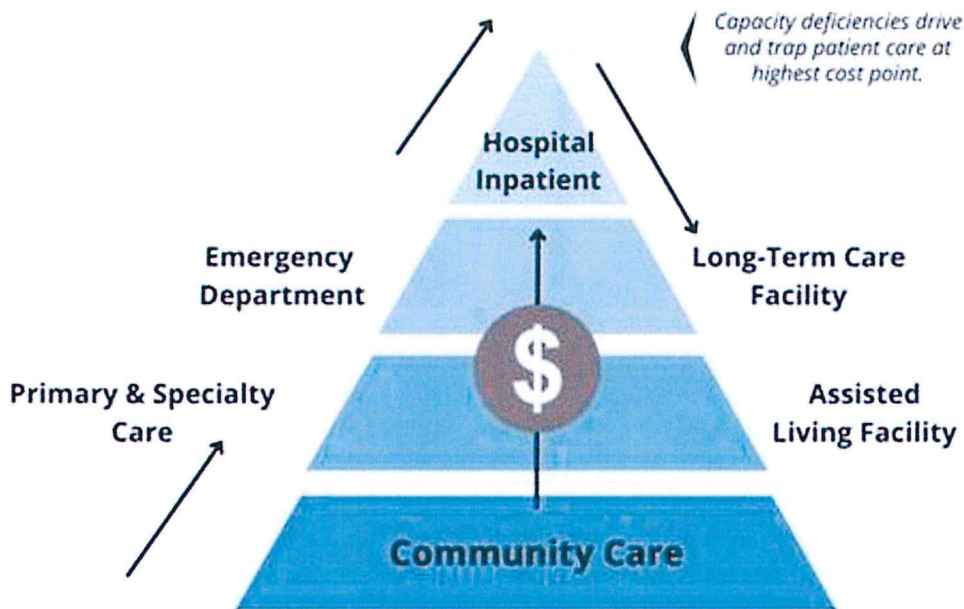 Capacity deficiencies drive
and trap patient care at
highest cost point.
Hospital
Inpatient
Emergency
Department
Long-Term Care
Facility
$
Primary & Specialty
Care
Assisted
Living Facility
Community Care